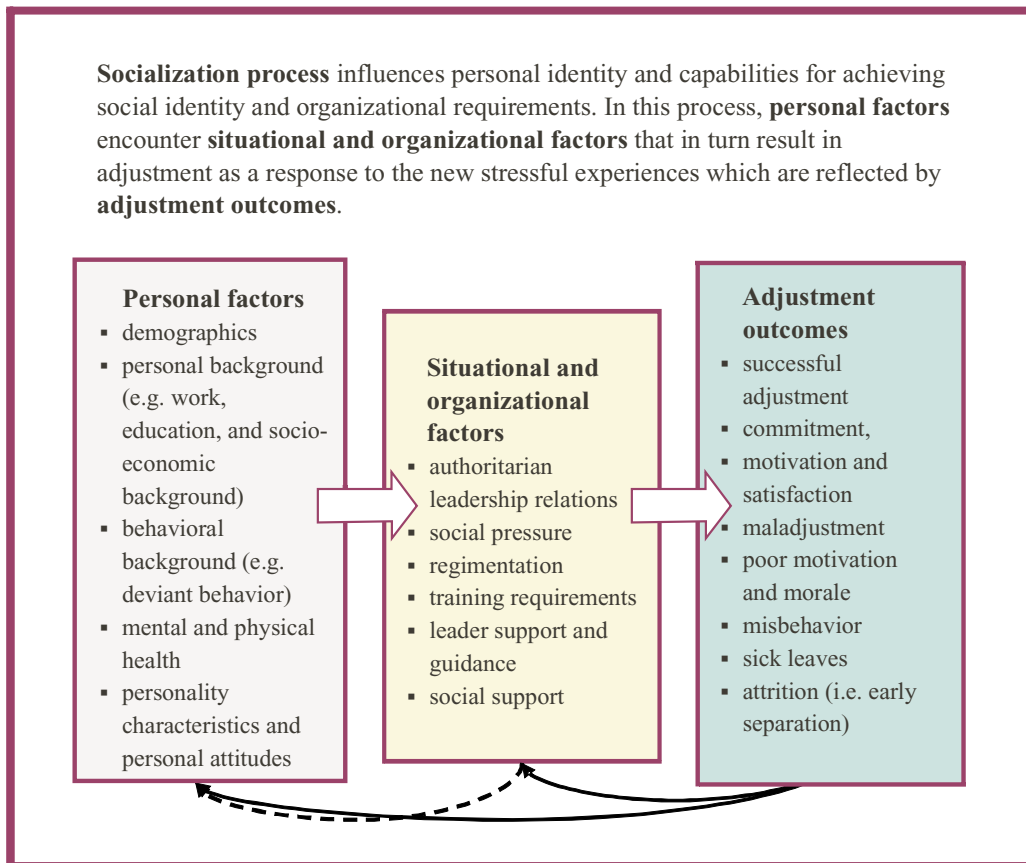 Socialization process influences personal identity and capabilities for achieving
social identity and organizational requirements. In this process, personal factors
encounter situational and organizational factors that in turn result in
adjustment as a response to the new stressful experiences which are reflected by
adjustment outcomes.
Personal factors
▪ demographics
▪ personal background
(e.g. work,
education, and socio-
economic
background)
▪ behavioral
background (e.g.
deviant behavior)
▪ mental and physical
health
▪ personality
characteristics and
personal attitudes
Situational and
organizational
factors
▪ authoritarian
leadership relations
▪ social pressure
▪ regimentation
▪ training requirements
▪ leader support and
guidance
▪ social support
Adjustment
outcomes
▪ successful
adjustment
▪ commitment,
▪ motivation and
satisfaction
▪ maladjustment
▪ poor motivation
and morale
▪ misbehavior
▪ sick leaves
▪ attrition (i.e. early
separation)